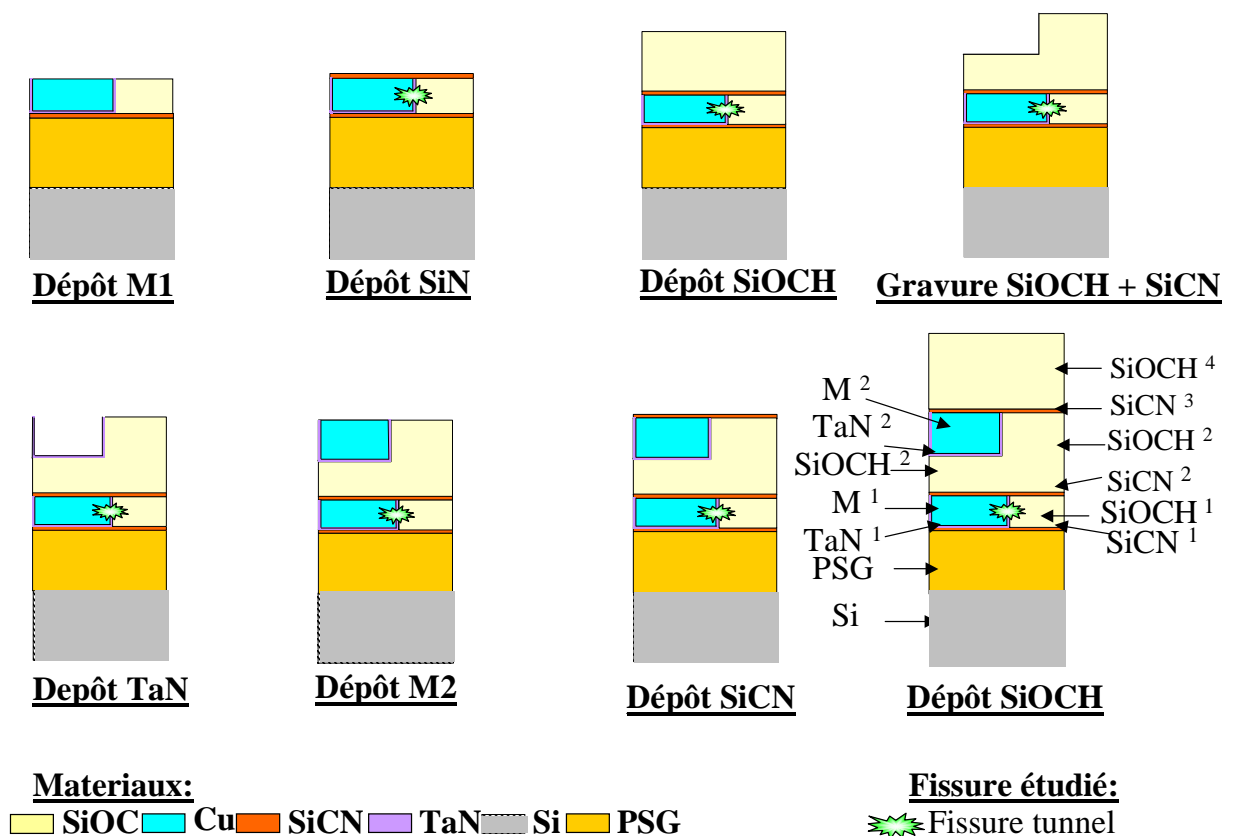 Dépôt M1
Dépôt SiN
Dépôt SiOCH
Gravure SiOCH + SiCN
Depôt TaN
Dépôt M2
Dépôt SiCN
M 2
TaN 2
SiOCH 2
M 1
TaN 1
PSG
Si
SiOCH 4
SiCN 3
SiOCH 2
SiCN 2
SiOCH 1
SiCN 1
Dépôt SiOCH
Materiaux:
SiOC Cu SiCN TaN Si PSG
Fissure étudié:
Fissure tunnel